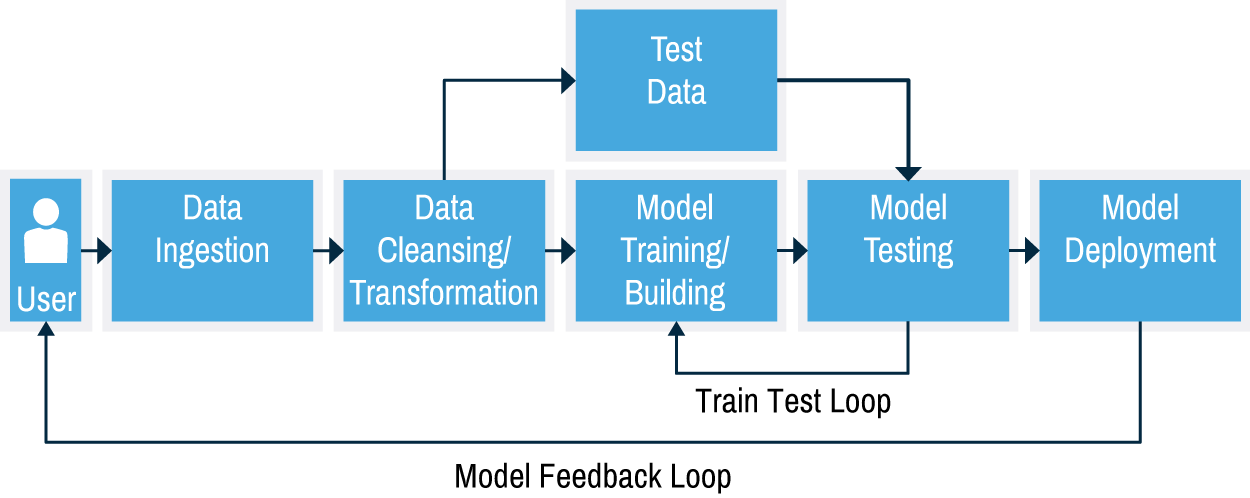 Test
Data
User
Data
Ingestion
Data
Cleansing/
Transformation
Model
Training/
Building
Model
Testing
Model
Deployment
Train Test Loop
Model Feedback Loop